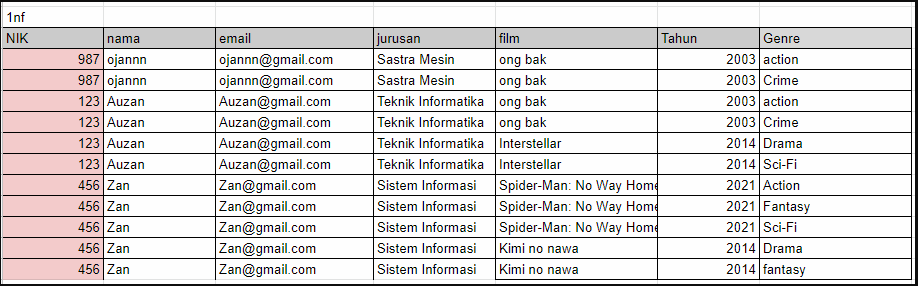 1nf
NIK nama email jurusan film Tahun Genre
987 ojannn ojannn@gmail.com Sastra Mesin ong bak 2003 action
987 ojannn ojannn@gmail.com Sastra Mesin ong bak 2003 Crime
123 Auzan Auzan@gmail.com Teknik Informatika ong bak 2003 action
123 Auzan Auzan@gmail.com Teknik Informatika ong bak 2003 Crime
123 Auzan Auzan@gmail.com Teknik Informatika Interstellar 2014 Drama
123 Auzan Auzan@gmail.com Teknik Informatika Interstellar 2014 Sci-Fi
456 Zan Zan@gmail.com Sistem Informasi Spider-Man: No Way Home 2021 Action
456 Zan Zan@gmail.com Sistem Informasi Spider-Man: No Way Home 2021 Fantasy
456 Zan Zan@gmail.com Sistem Informasi Spider-Man: No Way Home 2021 Sci-Fi
456 Zan Zan@gmail.com Sistem Informasi Kimi no nawa 2014 Drama
456 Zan Zan@gmail.com Sistem Informasi Kimi no nawa 2014 fantasy